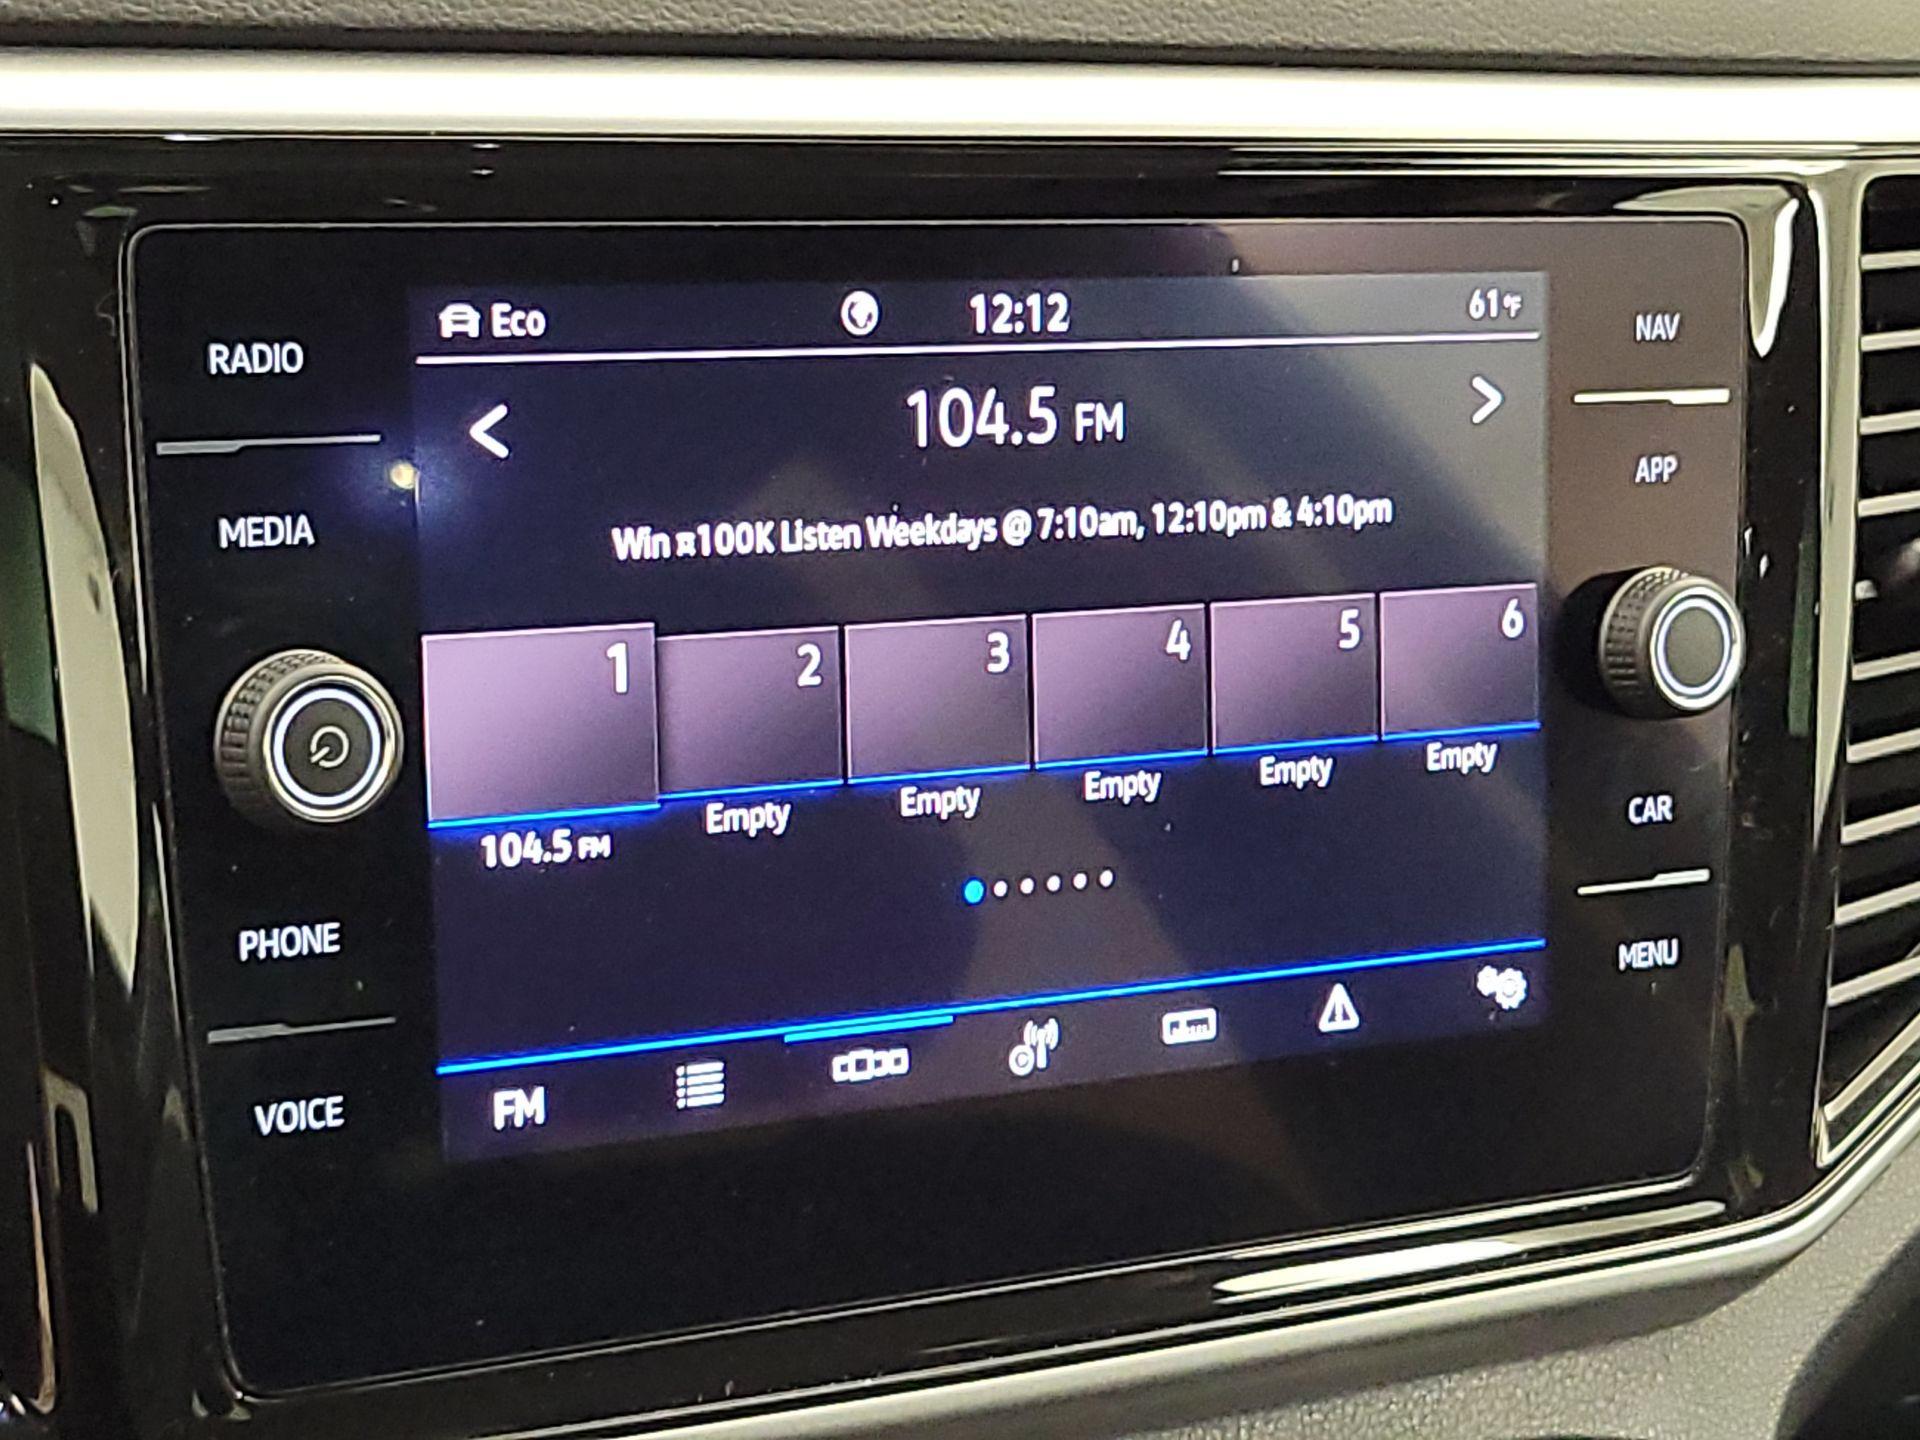 RADIO
MEDIA
PHONE
VOICE
Eco
12:12
61°F
104.5 FM
Win ¤100K Listen Weekdays @ 7:10am, 12:10pm & 4:10pm
1
2
3
4
5
6
104.5 FM
Empty
Empty
Empty
Empty
Empty
FM
NAV
APP
CAR
MENU